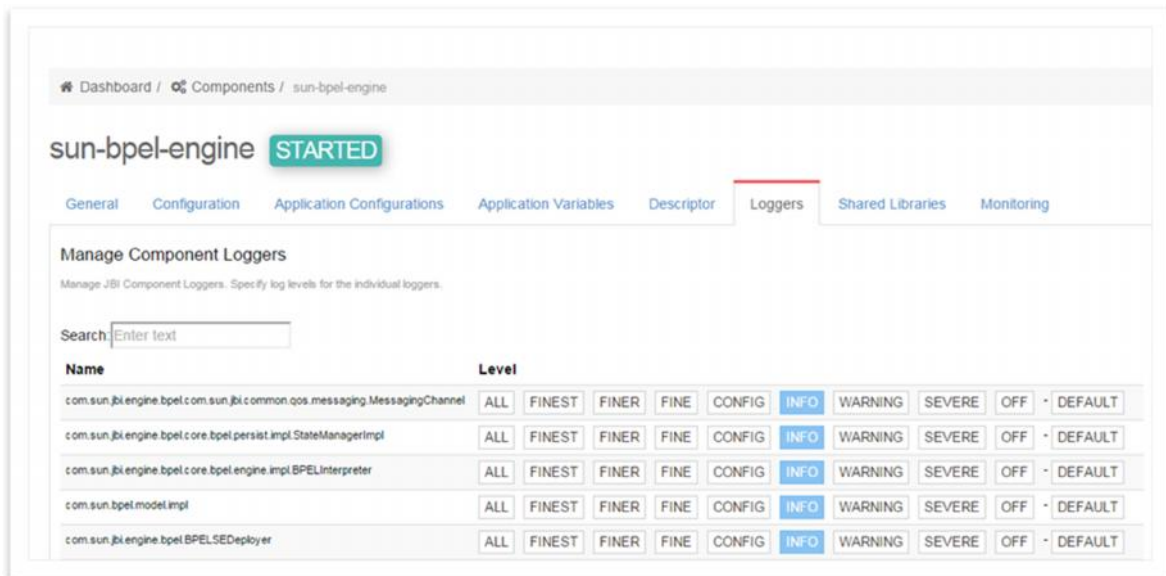 Dashboard / Components / sun-bpel-engine
sun-bpel-engine STARTED
General Configuration Application Configurations Application Variables Descriptor Loggers Shared Libraries Monitoring
Manage Component Loggers
Manage JBI Component Loggers. Specify log levels for the individual loggers.
Search: Enter text
Name Level
com.sun.jbi.engine.bpel.com.sun.jbi.common.qos.messaging.MessagingChannel ALL FINEST FINER FINE CONFIG INFO WARNING SEVERE OFF - DEFAULT
com.sun.jbi.engine.bpel.core.bpel.persist.impl.StateManagerImpl ALL FINEST FINER FINE CONFIG INFO WARNING SEVERE OFF - DEFAULT
com.sun.jbi.engine.bpel.core.bpel.engine.impl.BPELInterpreter ALL FINEST FINER FINE CONFIG INFO WARNING SEVERE OFF - DEFAULT
com.sun.bpel.model.impl ALL FINEST FINER FINE CONFIG INFO WARNING SEVERE OFF - DEFAULT
com.sun.jbi.engine.bpel.BPELSEDeployer ALL FINEST FINER FINE CONFIG INFO WARNING SEVERE OFF - DEFAULT